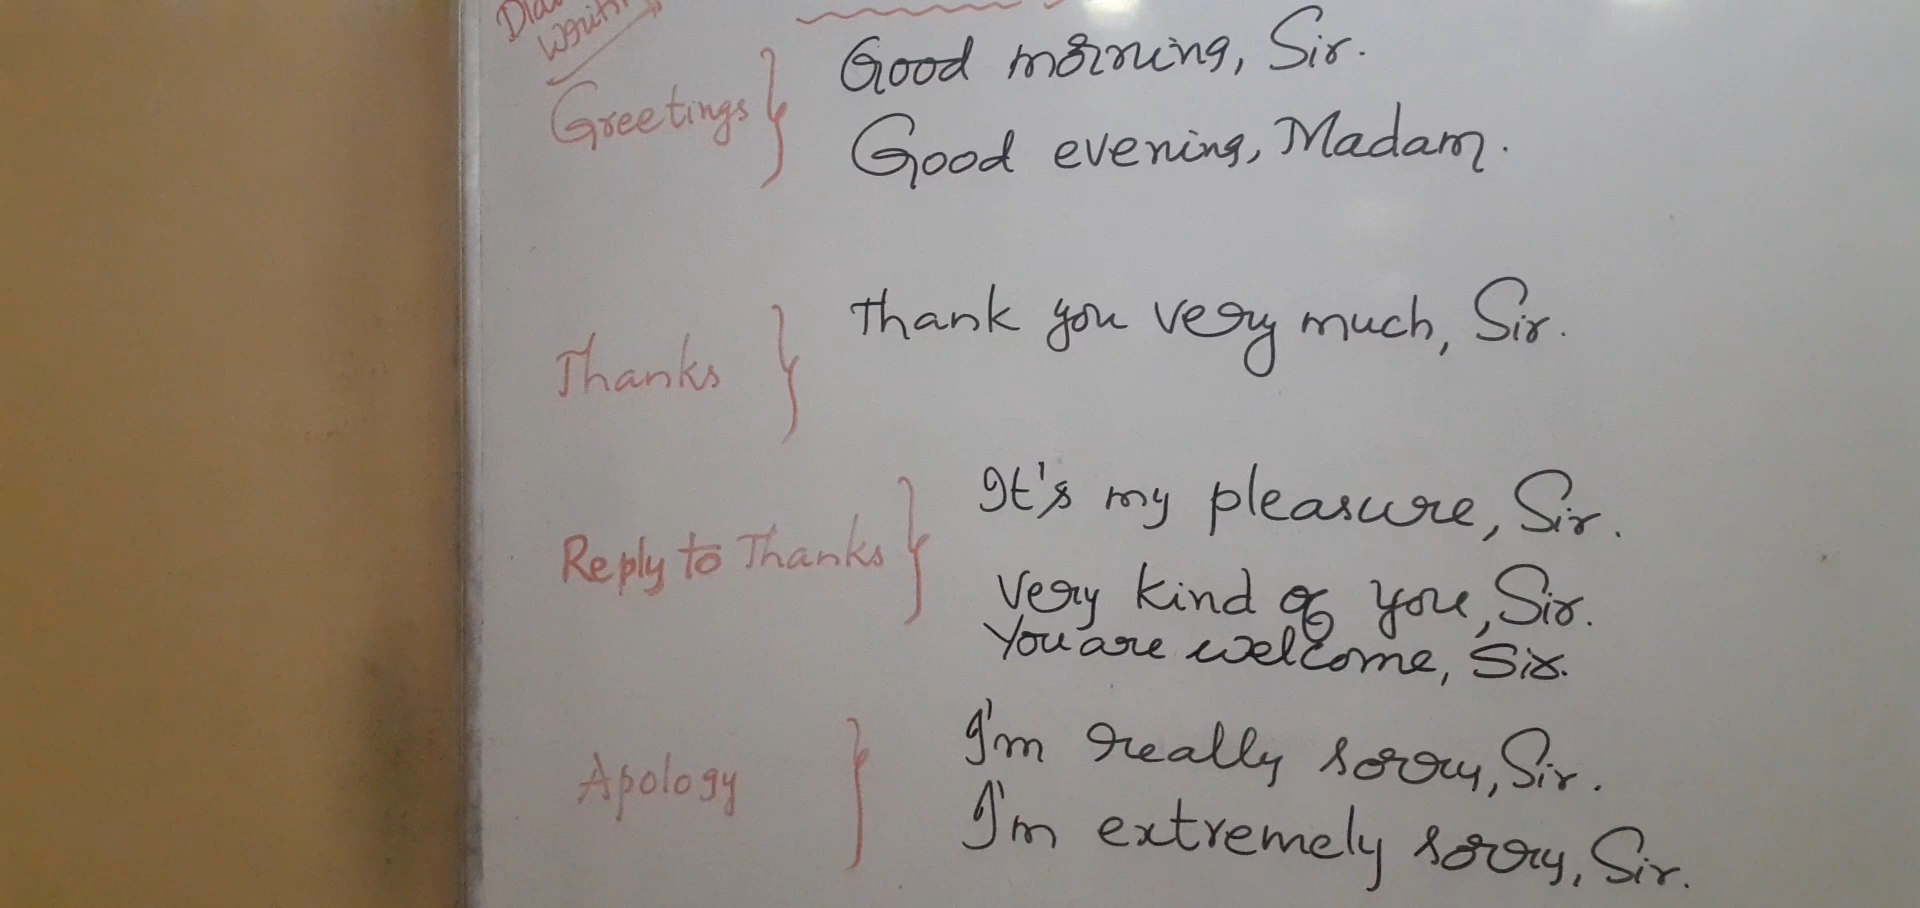 Greetings } Good morning, Sir.
Good evening, Madam.
Thanks } Thank you very much, Sir.
Reply to Thanks } It's my pleasure, Sir.
Very kind of you, Sir.
You are welcome, Sir.
Apology } I'm really sorry, Sir.
I'm extremely sorry, Sir.